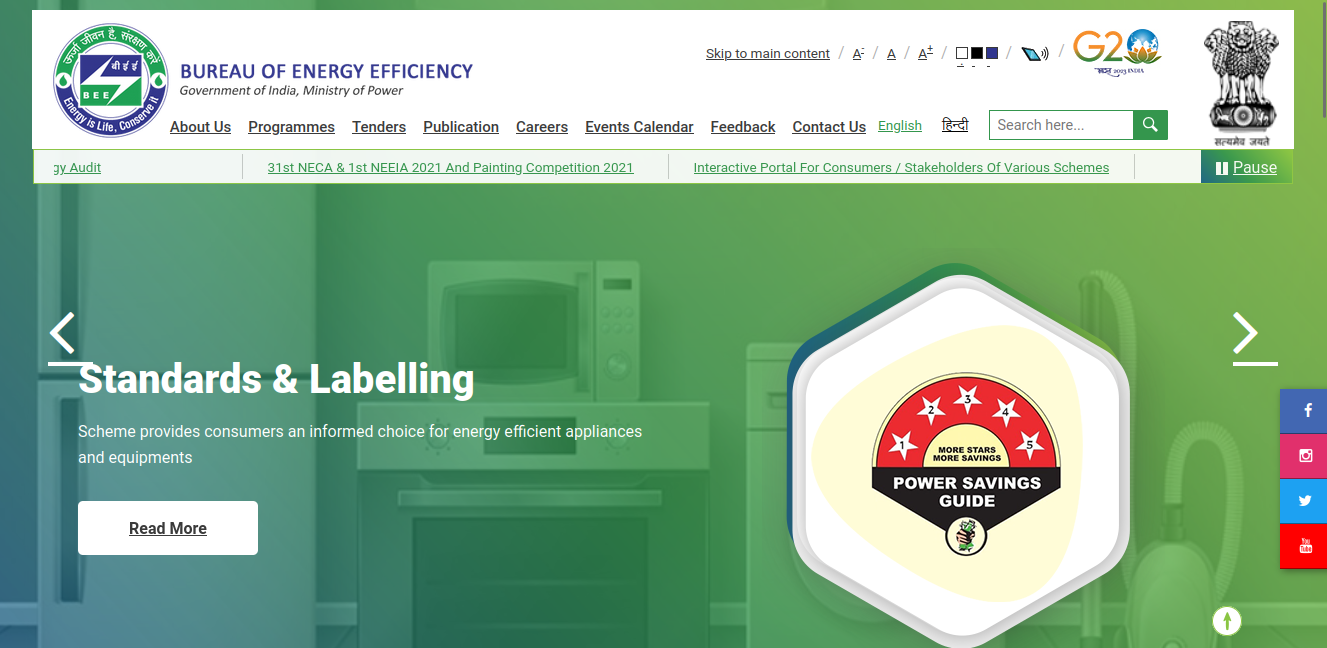 ऊर्जा जीवन है, संरक्षण करें
बी ई ई
BEE
Energy is Life, Conserve it
BUREAU OF ENERGY EFFICIENCY
Government of India, Ministry of Power
Skip to main content / A- / A / A+ / / /
G20
2023 INDIA
सत्यमेव जयते
About Us Programmes Tenders Publication Careers Events Calendar Feedback Contact Us English हिन्दी Search here...
gy Audit 31st NECA & 1st NEEIA 2021 And Painting Competition 2021 Interactive Portal For Consumers / Stakeholders Of Various Schemes Pause
Standards & Labelling
Scheme provides consumers an informed choice for energy efficient appliances
and equipments
Read More
1 2 3 4 5
MORE STARS
MORE SAVINGS
POWER SAVINGS
GUIDE
You
Tube